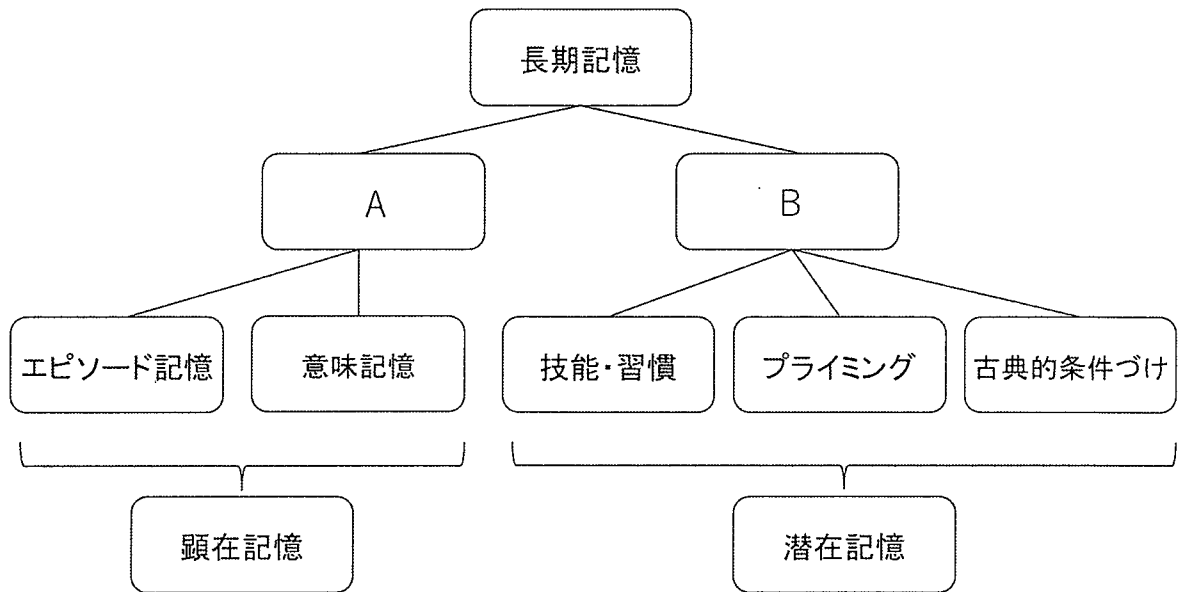 長期記憶
A
B
エピソード記憶
意味記憶
技能・習慣
プライミング
古典的条件づけ
顕在記憶
潜在記憶